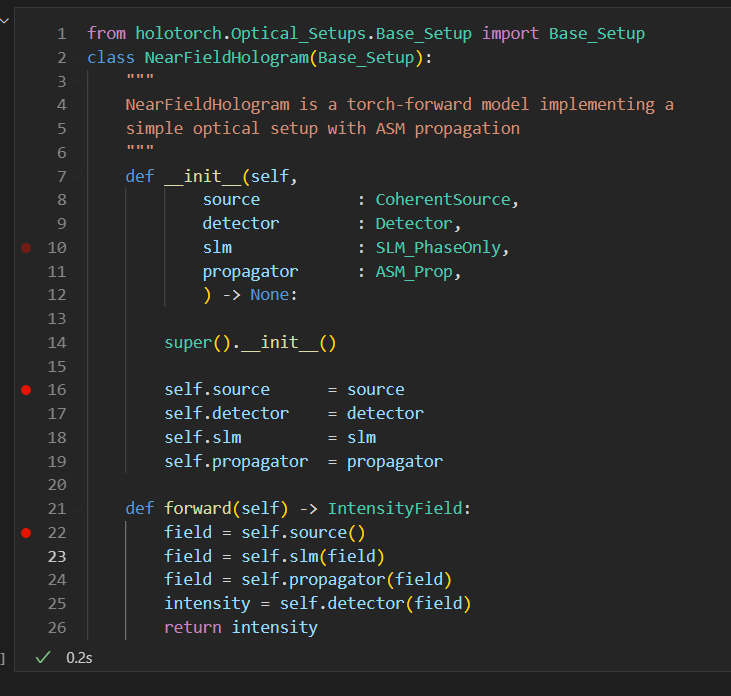 1 from holotorch.Optical_Setups.Base_Setup import Base_Setup
2 class NearFieldHologram(Base_Setup):
3     """
4     NearFieldHologram is a torch-forward model implementing a
5     simple optical setup with ASM propagation
6     """
7     def __init__(self,
8             source          : CoherentSource,
9             detector        : Detector,
10             slm             : SLM_PhaseOnly,
11             propagator      : ASM_Prop,
12             ) -> None:
13
14         super().__init__()
15
16         self.source      = source
17         self.detector    = detector
18         self.slm         = slm
19         self.propagator  = propagator
20
21     def forward(self) -> IntensityField:
22         field = self.source()
23         field = self.slm(field)
24         field = self.propagator(field)
25         intensity = self.detector(field)
26         return intensity
] ✓ 0.2s